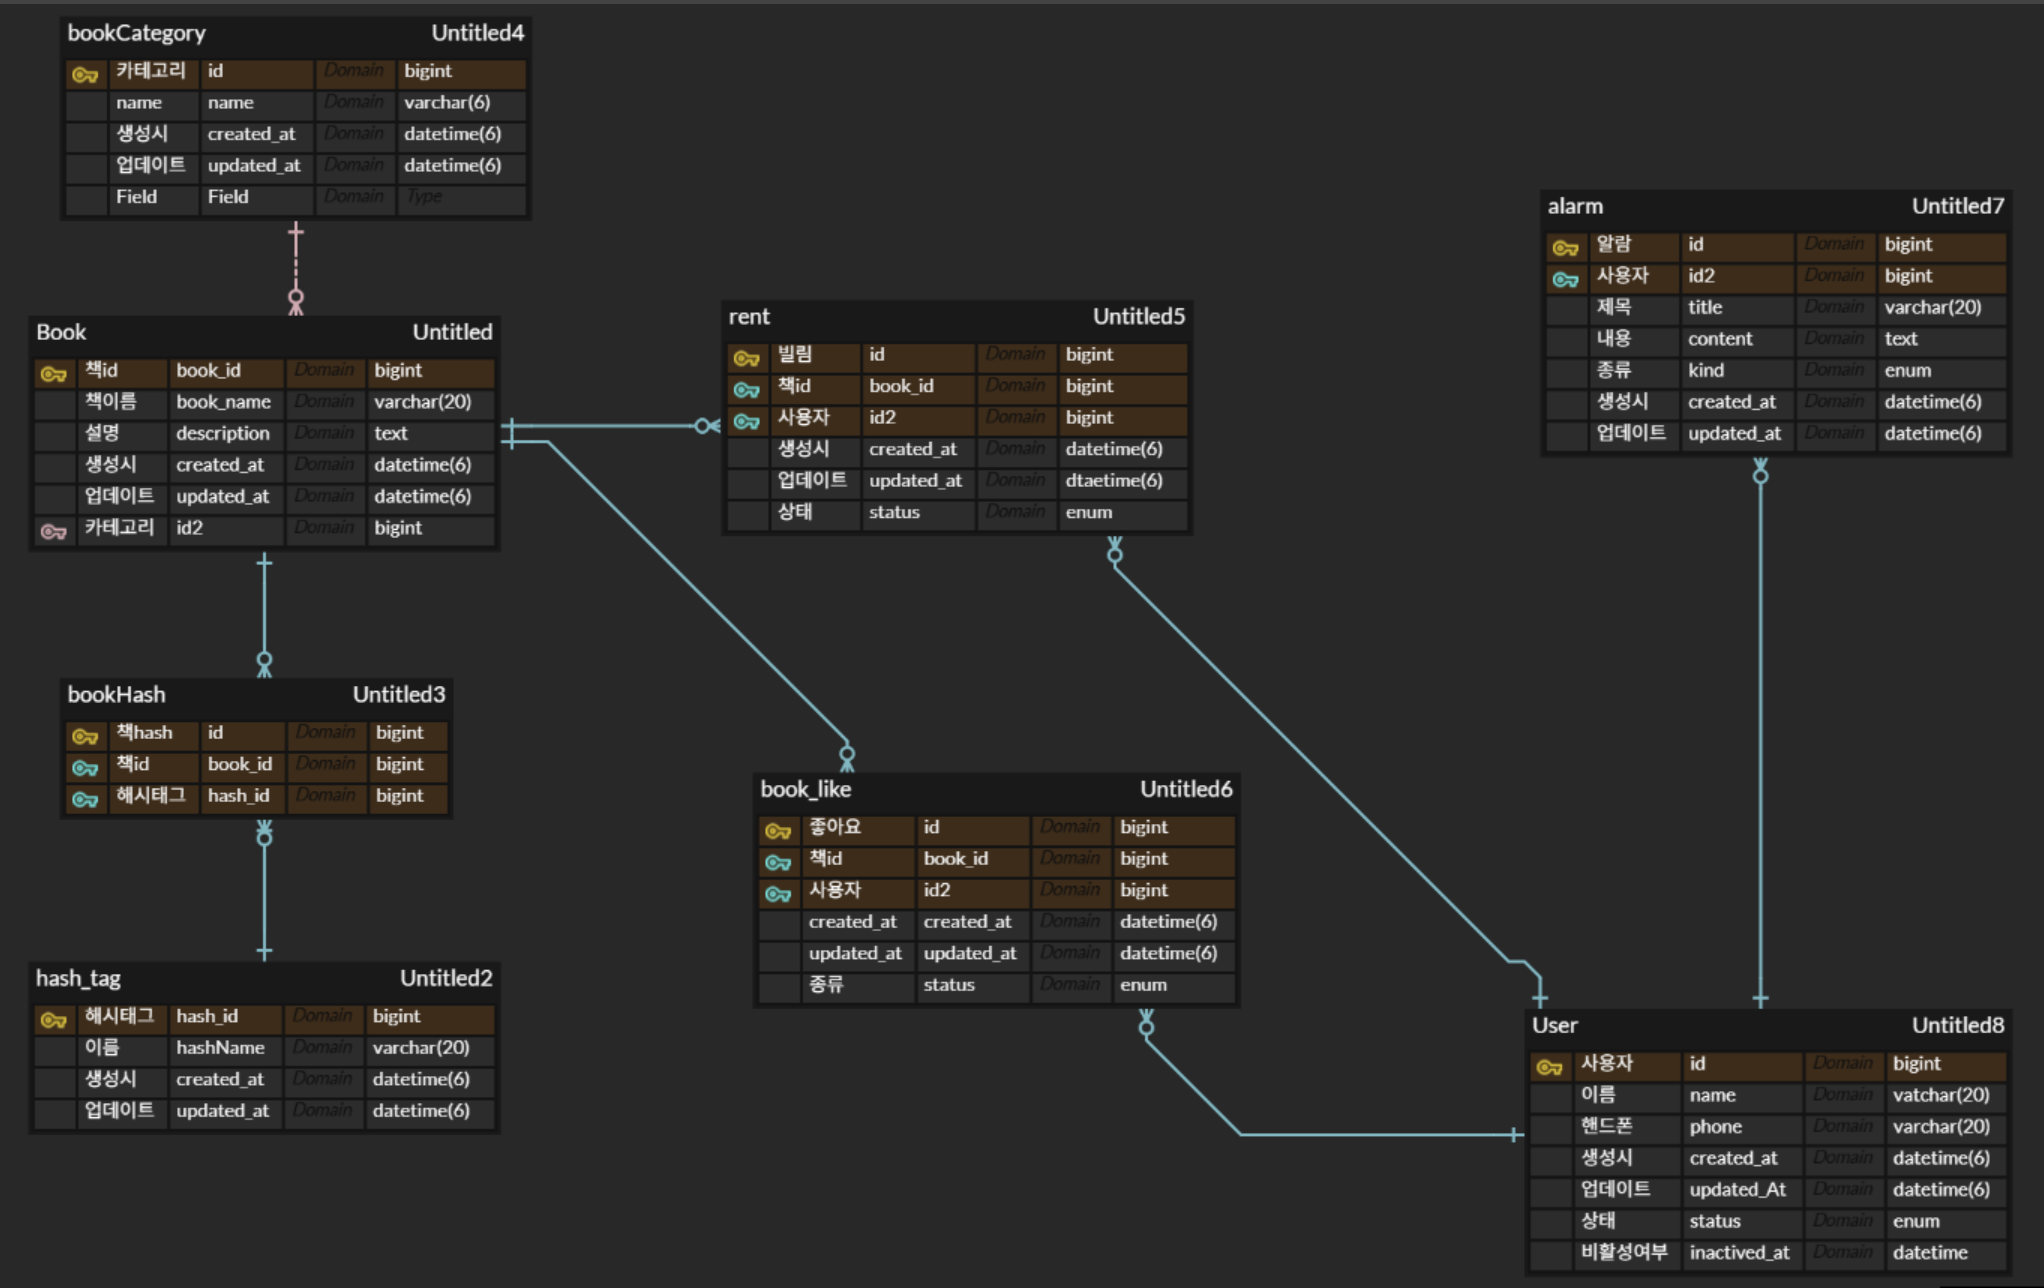 bookCategory Untitled4
카테고리 id Domain bigint
name name Domain varchar(6)
생성시 created_at Domain datetime(6)
업데이트 updated_at Domain datetime(6)
Field Field Domain Type
Book Untitled
책id book_id Domain bigint
책이름 book_name Domain varchar(20)
설명 description Domain text
생성시 created_at Domain datetime(6)
업데이트 updated_at Domain datetime(6)
카테고리 id2 Domain bigint
bookHash Untitled3
책hash id Domain bigint
책id book_id Domain bigint
해시태그 hash_id Domain bigint
hash_tag Untitled2
해시태그 hash_id Domain bigint
이름 hashName Domain varchar(20)
생성시 created_at Domain datetime(6)
업데이트 updated_at Domain datetime(6)
rent Untitled5
빌림 id Domain bigint
책id book_id Domain bigint
사용자 id2 Domain bigint
생성시 created_at Domain datetime(6)
업데이트 updated_at Domain dtaetime(6)
상태 status Domain enum
book_like Untitled6
좋아요 id Domain bigint
책id book_id Domain bigint
사용자 id2 Domain bigint
created_at created_at Domain datetime(6)
updated_at updated_at Domain datetime(6)
종류 status Domain enum
alarm Untitled7
알람 id Domain bigint
사용자 id2 Domain bigint
제목 title Domain varchar(20)
내용 content Domain text
종류 kind Domain enum
생성시 created_at Domain datetime(6)
업데이트 updated_at Domain datetime(6)
User Untitled8
사용자 id Domain bigint
이름 name Domain vatchar(20)
핸드폰 phone Domain varchar(20)
생성시 created_at Domain datetime(6)
업데이트 updated_At Domain datetime(6)
상태 status Domain enum
비활성여부 inactived_at Domain datetime